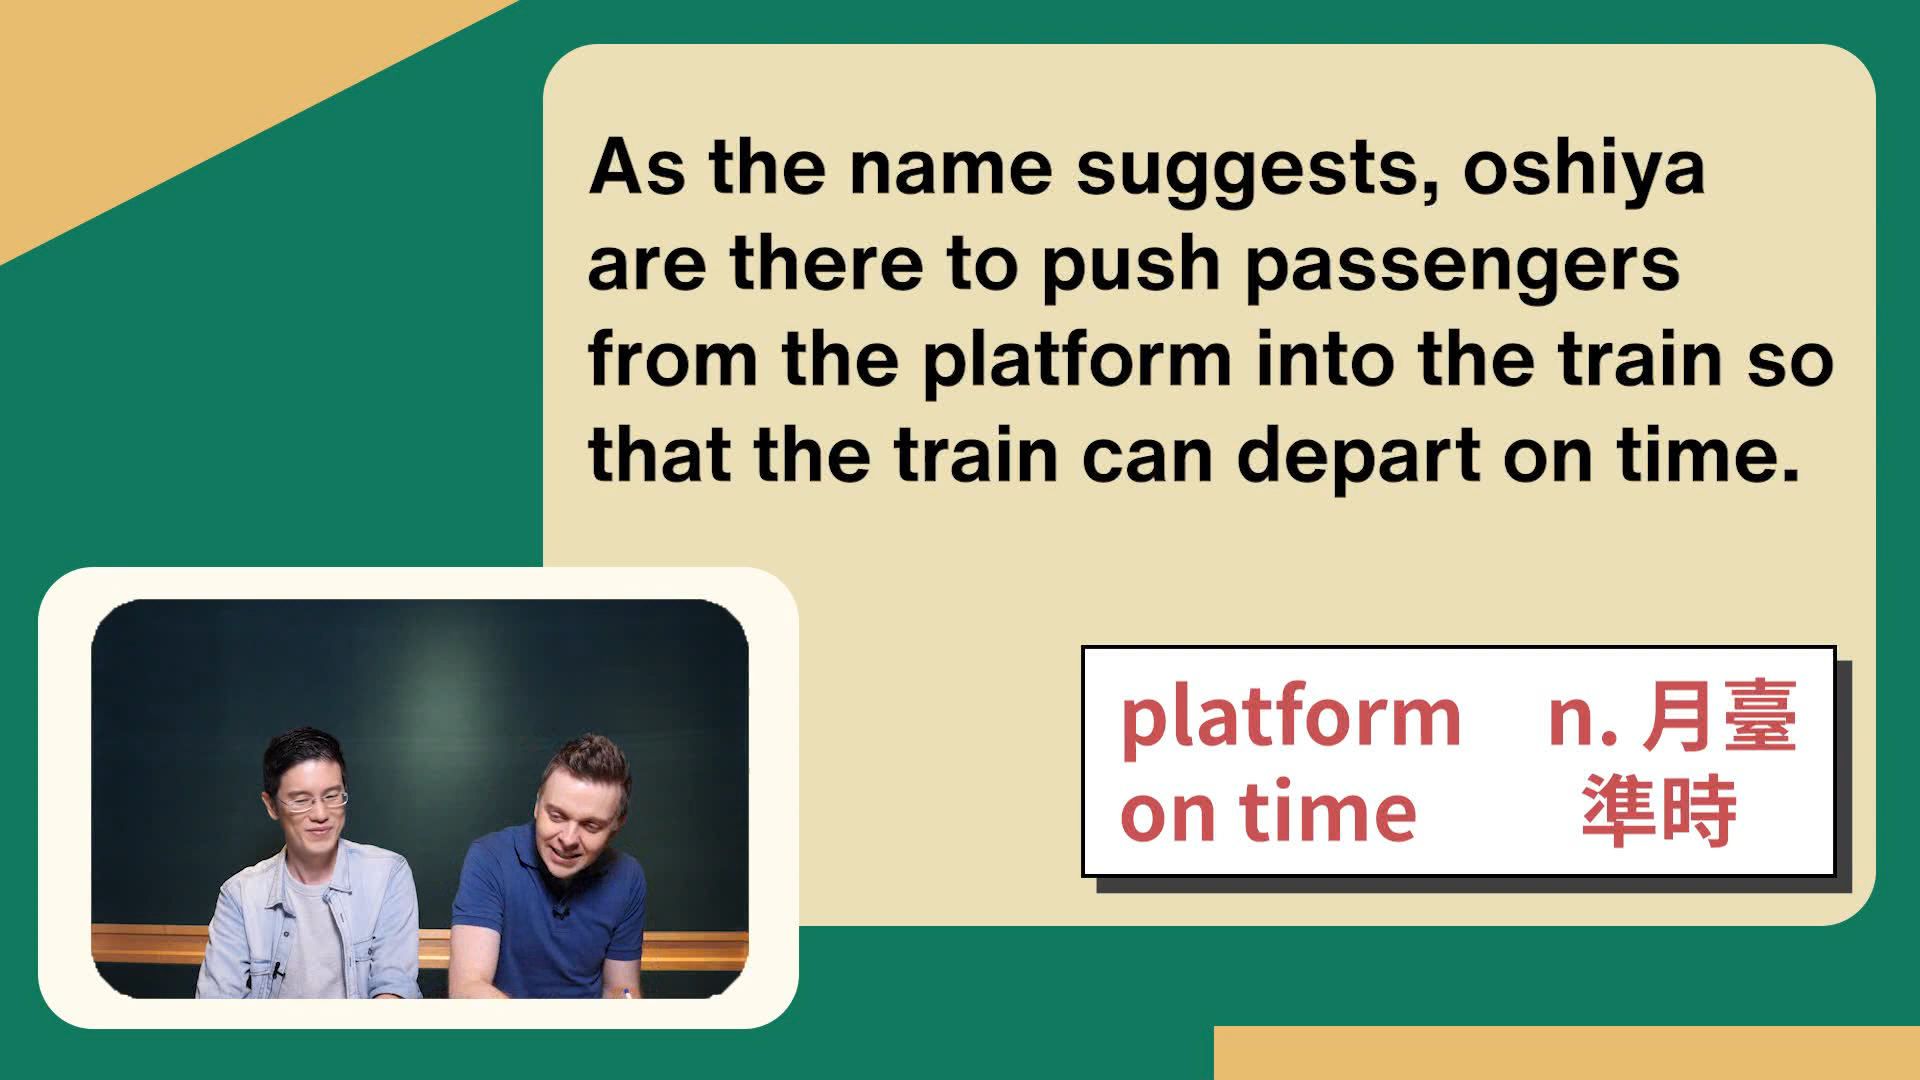 As the name suggests, oshiya
are there to push passengers
from the platform into the train so
that the train can depart on time.
platform n. 月臺
on time 準時